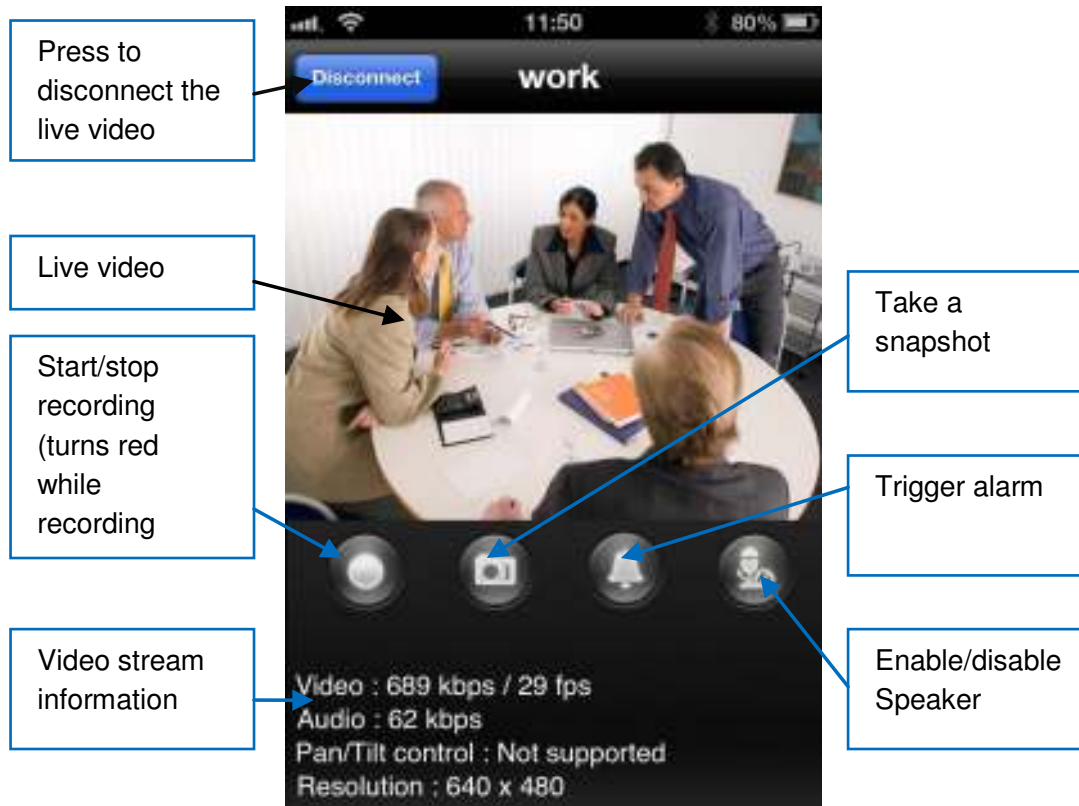 Press to
disconnect the
live video
11:50
80%
Disconnect
work
Live video
Start/stop
recording
(turns red
while
recording
Take a
snapshot
Trigger alarm
Video stream
information
Enable/disable
Speaker
Video : 689 kbps / 29 fps
Audio : 62 kbps
Pan/Tilt control : Not supported
Resolution : 640 x 480